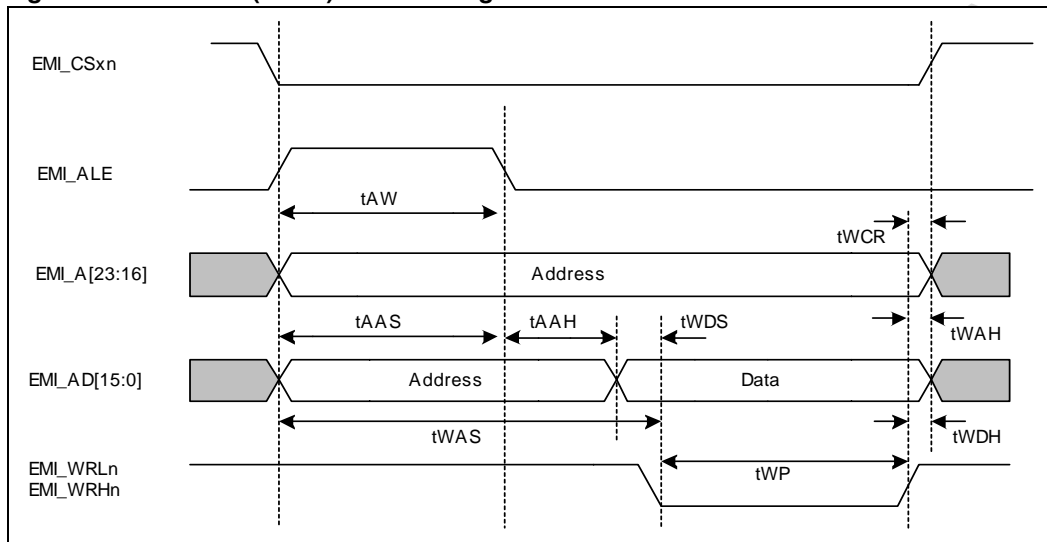 EMI_CSxn
EMI_ALE
tAW
tWCR
EMI_A[23:16]
Address
tAAS
tAAH
tWDS
tWAH
EMI_AD[15:0]
Address
Data
tWAS
tWDH
EMI_WRLn
EMI_WRHn
tWP